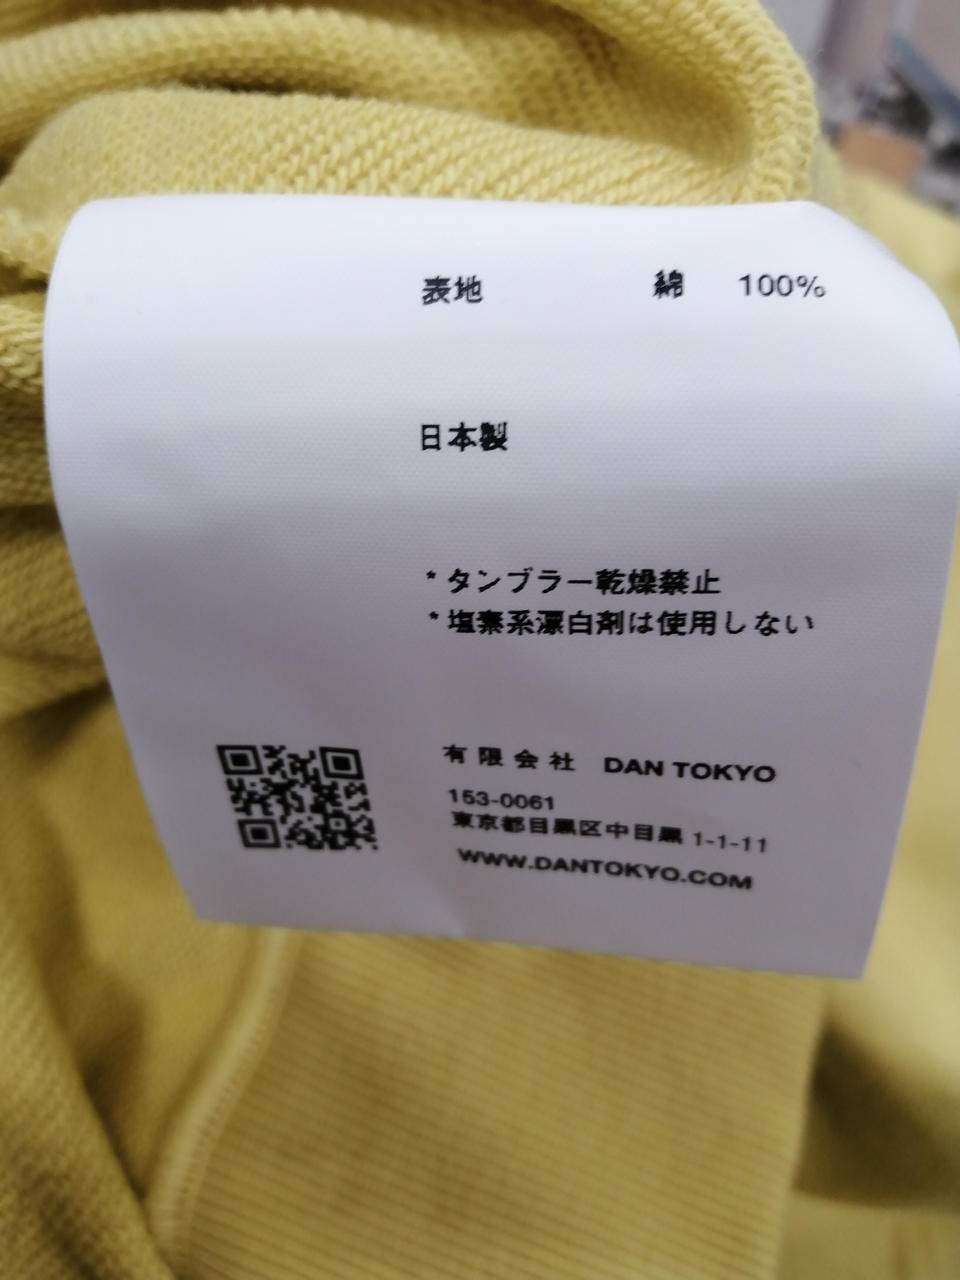 表地 綿 100%
日本製
* タンブラー乾燥禁止
* 塩素系漂白剤は使用しない
有限会社 DAN TOKYO
153-0061
東京都目黒区中目黒 1-1-11
WWW.DANTOKYO.COM